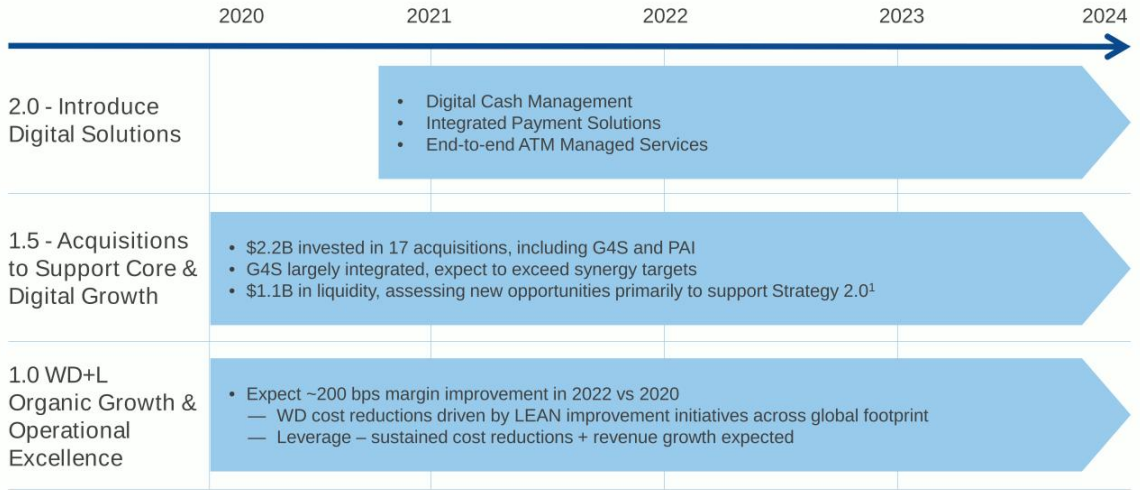 2020 2021 2022 2023 2024
2.0 - Introduce
Digital Solutions
• Digital Cash Management
• Integrated Payment Solutions
• End-to-end ATM Managed Services
1.5 - Acquisitions
to Support Core &
Digital Growth
• $2.2B invested in 17 acquisitions, including G4S and PAI
• G4S largely integrated, expect to exceed synergy targets
• $1.1B in liquidity, assessing new opportunities primarily to support Strategy 2.0¹
1.0 WD+L
Organic Growth &
Operational
Excellence
• Expect ~200 bps margin improvement in 2022 vs 2020
— WD cost reductions driven by LEAN improvement initiatives across global footprint
— Leverage – sustained cost reductions + revenue growth expected